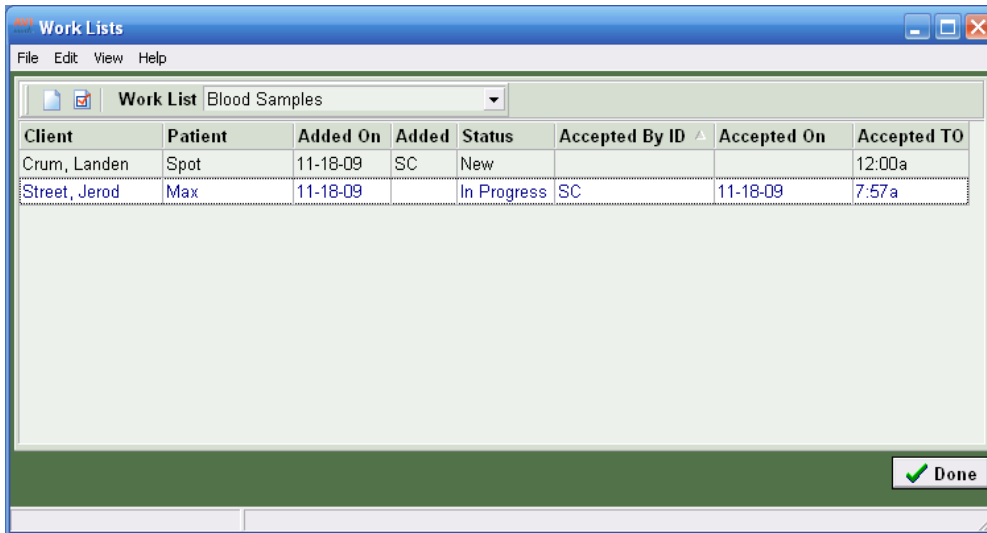 Work Lists
File Edit View Help
Work List Blood Samples
Client Patient Added On Added Status Accepted By ID Accepted On Accepted TO
Crum, Landen Spot 11-18-09 SC New 12:00a
Street, Jerod Max 11-18-09 In Progress SC 11-18-09 7:57a
Done